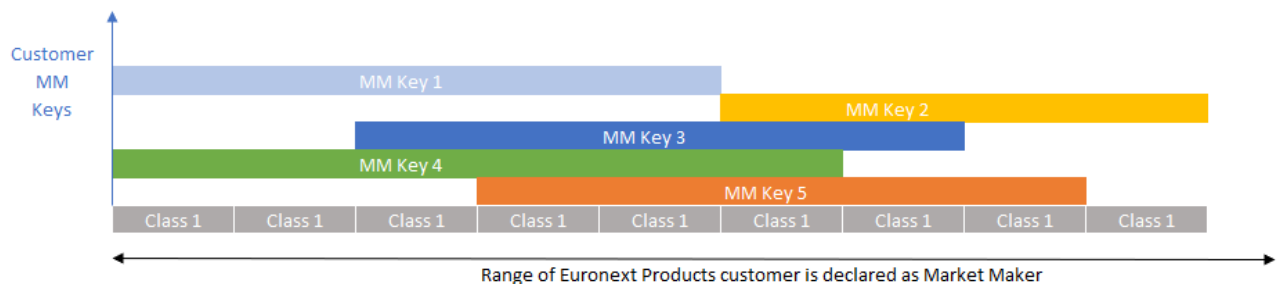 Customer
MM
Keys
MM Key 1
MM Key 2
MM Key 3
MM Key 4
MM Key 5
Class 1 Class 1 Class 1 Class 1 Class 1 Class 1 Class 1 Class 1 Class 1
Range of Euronext Products customer is declared as Market Maker